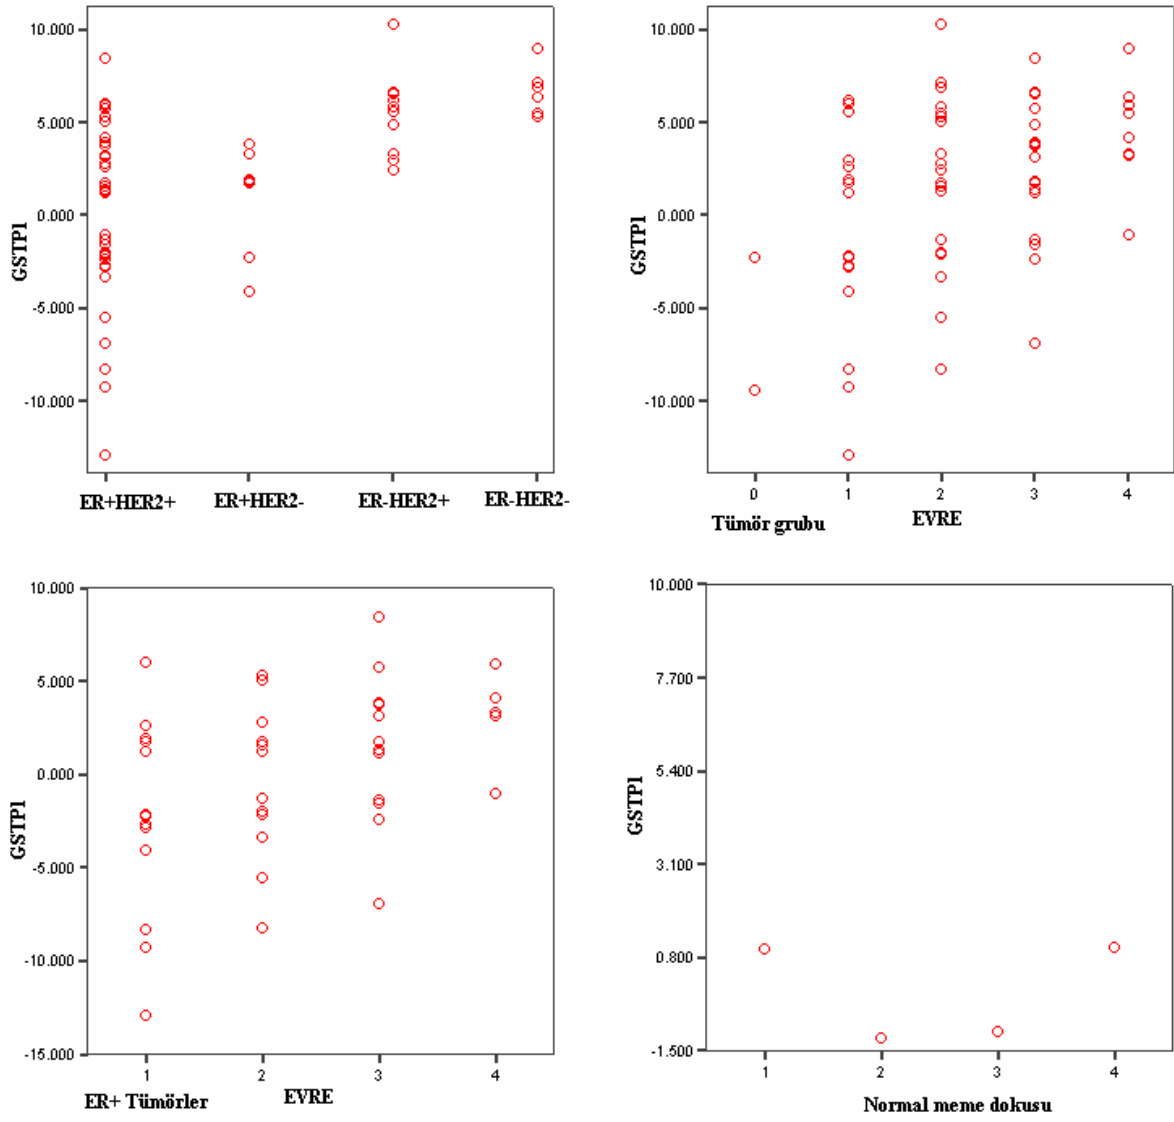 10.000
5.000
0.000
-5.000
-10.000
GSTP1
ER+HER2+ ER+HER2- ER-HER2+ ER-HER2-
10.000
5.000
0.000
-5.000
-10.000
GSTP1
0 1 2 3 4
Tümör grubu EVRE
10.000
5.000
0.000
-5.000
-10.000
-15.000
GSTP1
1 2 3 4
ER+ Tümörler EVRE
10.000
7.700
5.400
3.100
0.800
-1.500
GSTP1
1 2 3 4
Normal meme dokusu